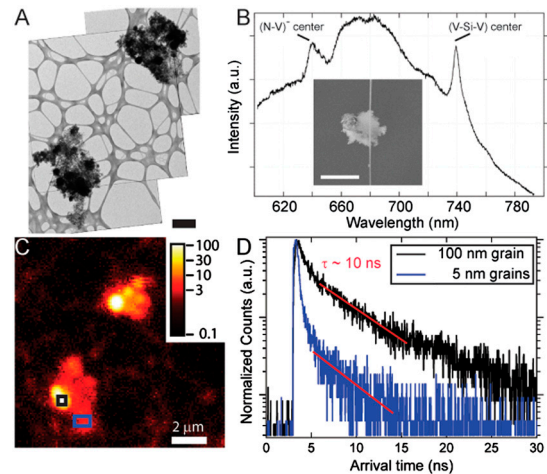 A
B
(N-V)⁻ center
(V-Si-V) center
Intensity (a.u.)
620
660
700
740
780
Wavelength (nm)
C
100
30
10
3
0.1
2 μm
D
100 nm grain
5 nm grains
τ ~ 10 ns
Normalized Counts (a.u.)
0
5
10
15
20
25
30
Arrival time (ns)